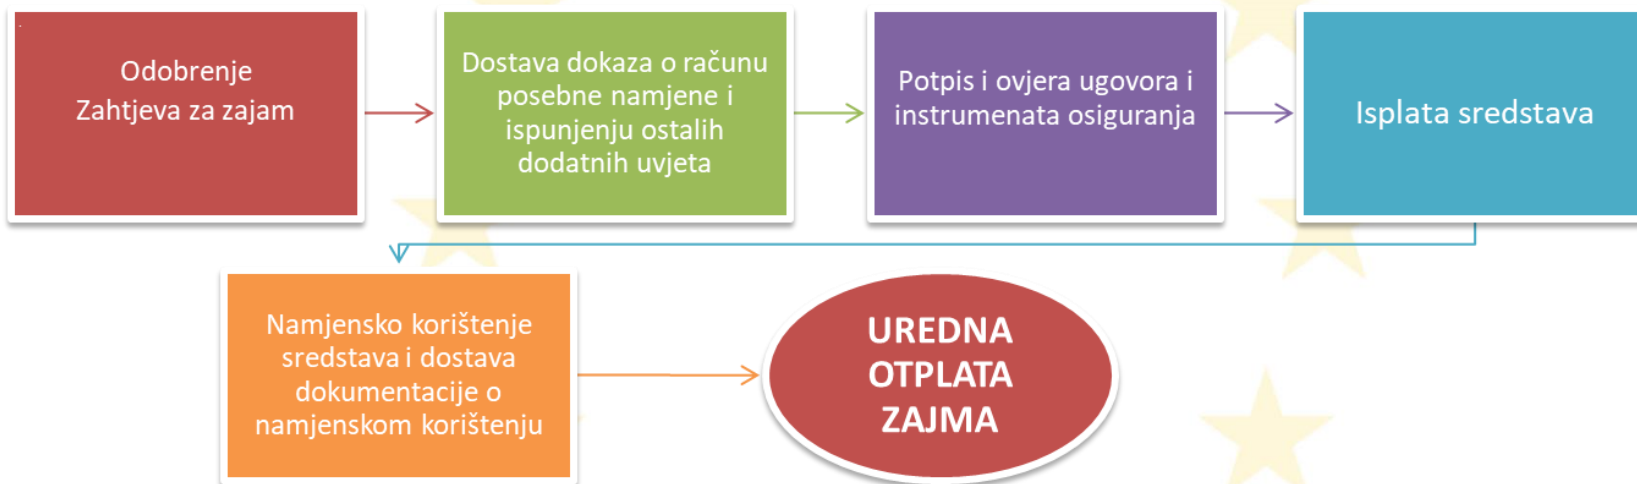 Odobrenje
Zahtjeva za zajam
Dostava dokaza o računu
posebne namjene i
ispunjenju ostalih
dodatnih uvjeta
Potpis i ovjera ugovora i
instrumenata osiguranja
Isplata sredstava
Namjensko korištenje
sredstava i dostava
dokumentacije o
namjenskom korištenju
UREDNA
OTPLATA
ZAJMA